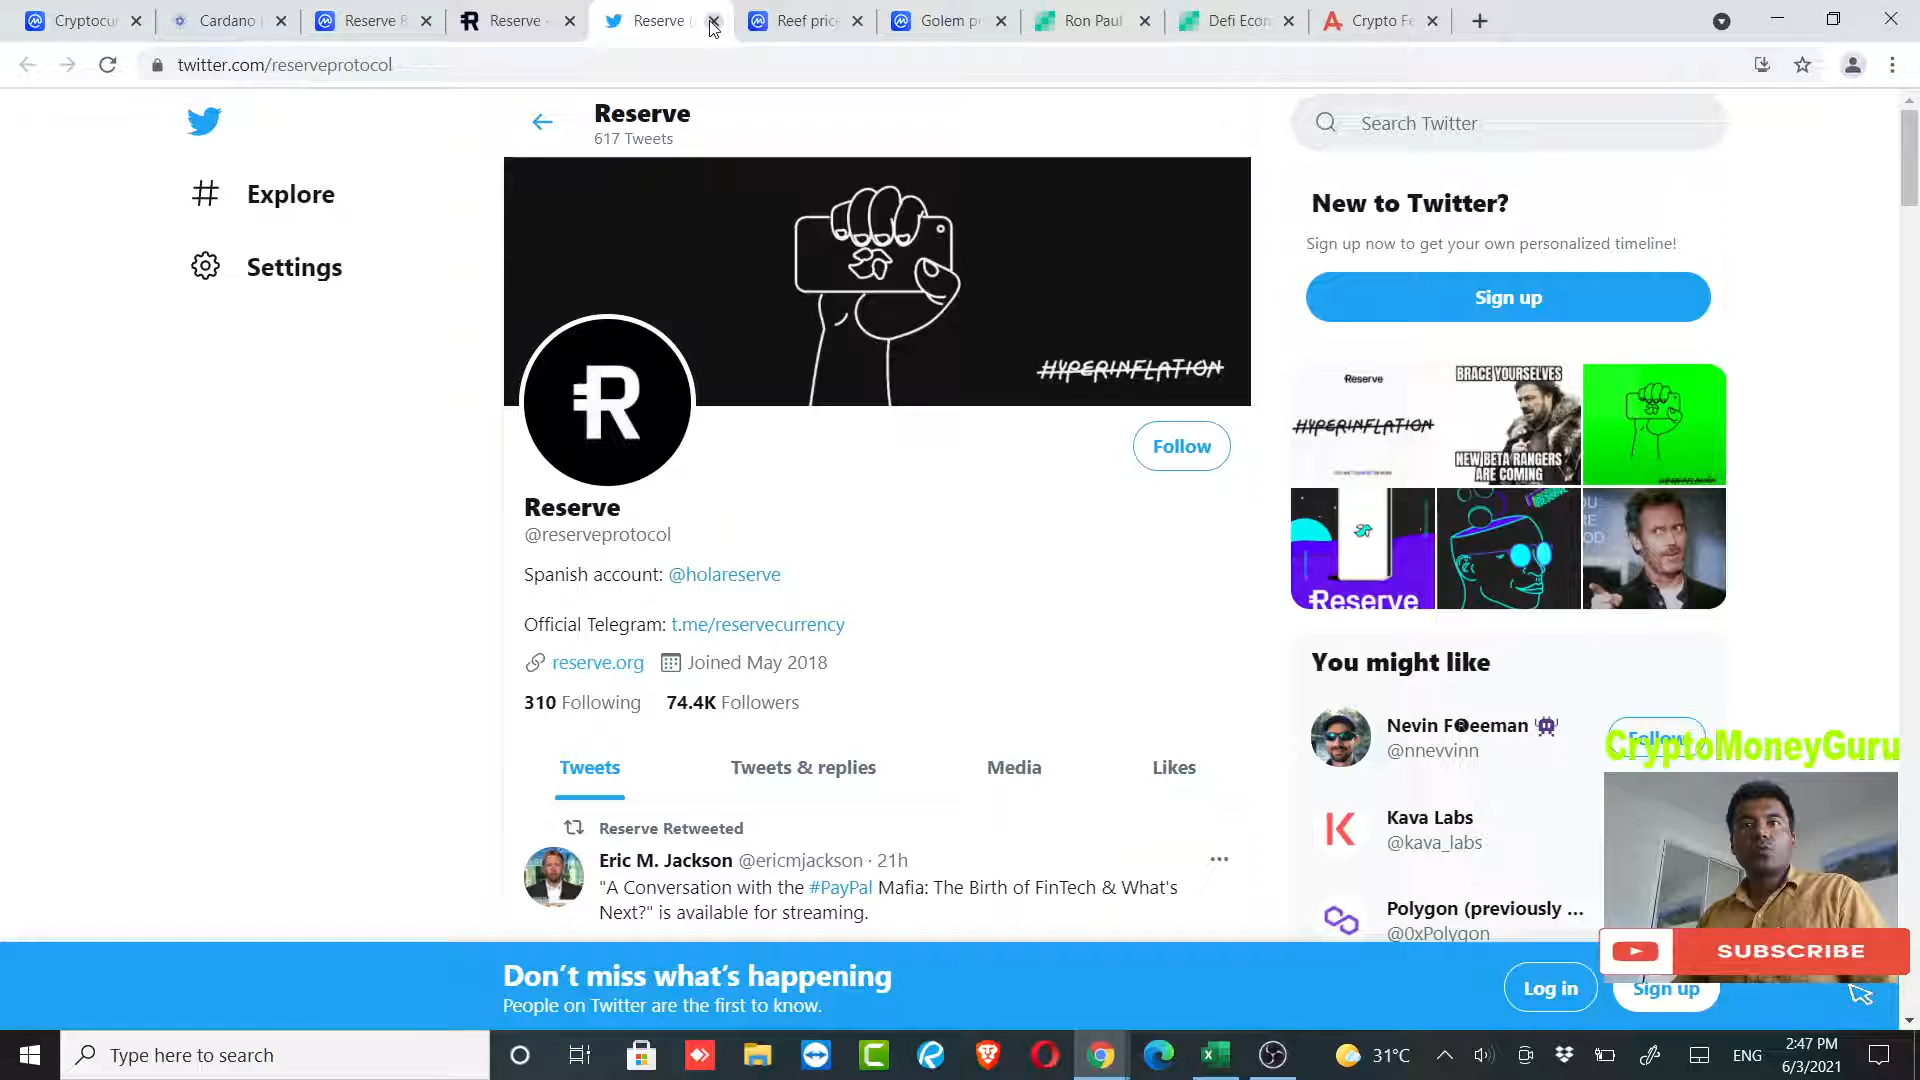 Cryptocur
Cardano
Reserve R
Reserve -
Reserve (
Reef pric
Golem pr
Ron Paul
Defi Econ
Crypto Fe
twitter.com/reserveprotocol
Reserve
617 Tweets
Search Twitter
Explore
Settings
#HYPERINFLATION
New to Twitter?
Sign up now to get your own personalized timeline!
Sign up
Follow
Reserve
@reserveprotocol
Spanish account: @holareserve
Official Telegram: t.me/reservecurrency
reserve.org Joined May 2018
310 Following 74.4K Followers
Tweets Tweets & replies Media Likes
Reserve Retweeted
Eric M. Jackson @ericmjackson · 21h
"A Conversation with the #PayPal Mafia: The Birth of FinTech & What's
Next?" is available for streaming.
Reserve
HYPERINFLATION
BRACE YOURSELVES
NEW BETA RANGERS
ARE COMING
Reserve
You might like
Nevin FReeman
@nnevvinn
Follow
CryptoMoneyGuru
Kava Labs
@kava_labs
Polygon (previously ...
@0xPolygon
SUBSCRIBE
Don't miss what's happening
People on Twitter are the first to know.
Log in
Sign up
Type here to search
31°C
ENG
2:47 PM
6/3/2021